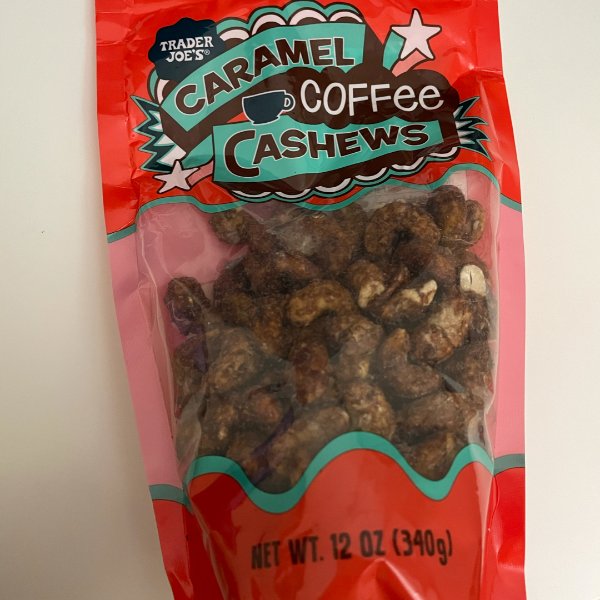 TRADER
JOE'S®
CARAMEL
COFFee
CASHEWS
NET WT. 12 OZ (340g)